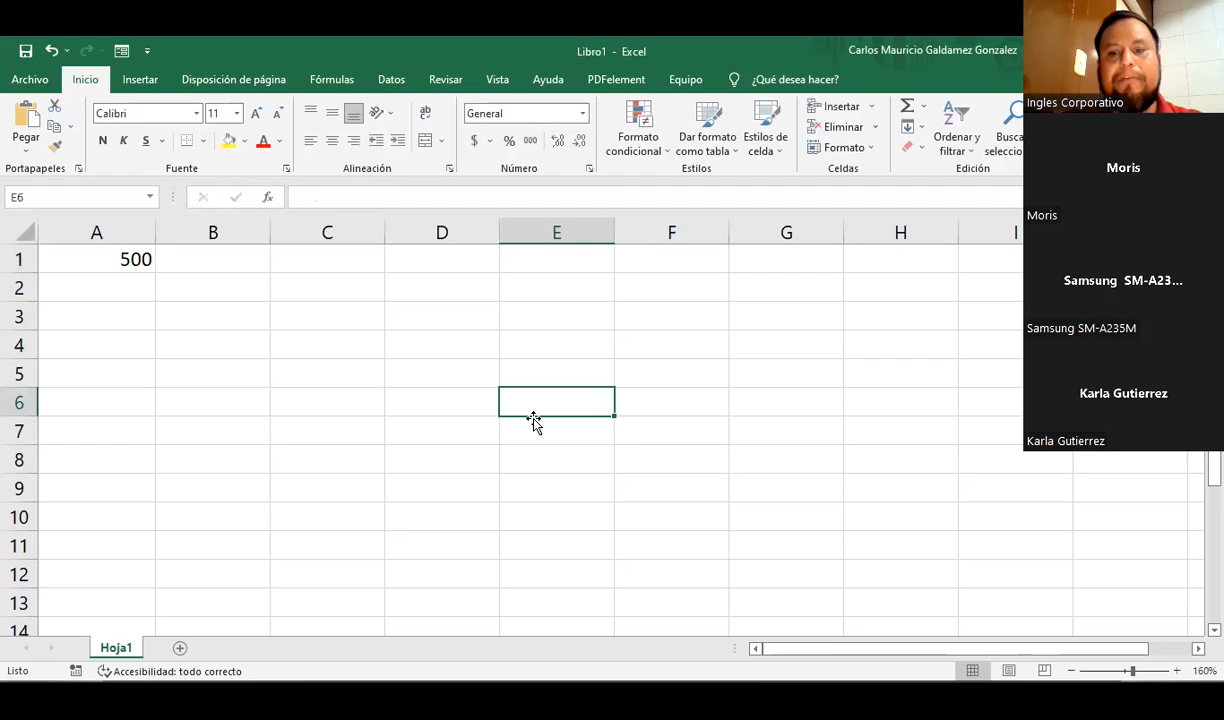 Libro1 - Excel
Carlos Mauricio Galdamez Gonzalez
Archivo Inicio Insertar Disposición de página Fórmulas Datos Revisar Vista Ayuda PDFelement Equipo ¿Qué desea hacer?
Pegar
Calibri 11
N K S
General
$ % 000
Formato condicional
Dar formato como tabla
Estilos de celda
Insertar
Eliminar
Formato
Ordenar y filtrar
Portapapeles Fuente Alineación Número Estilos Celdas Edición
E6 fx
A B C D E F G H I
1 500
2
3
4
5
6
7
8
9
10
11
12
13
14
Hoja1
Listo Accesibilidad: todo correcto 160%
Ingles Corporativo
Moris
Moris
Samsung SM-A23...
Samsung SM-A235M
Karla Gutierrez
Karla Gutierrez